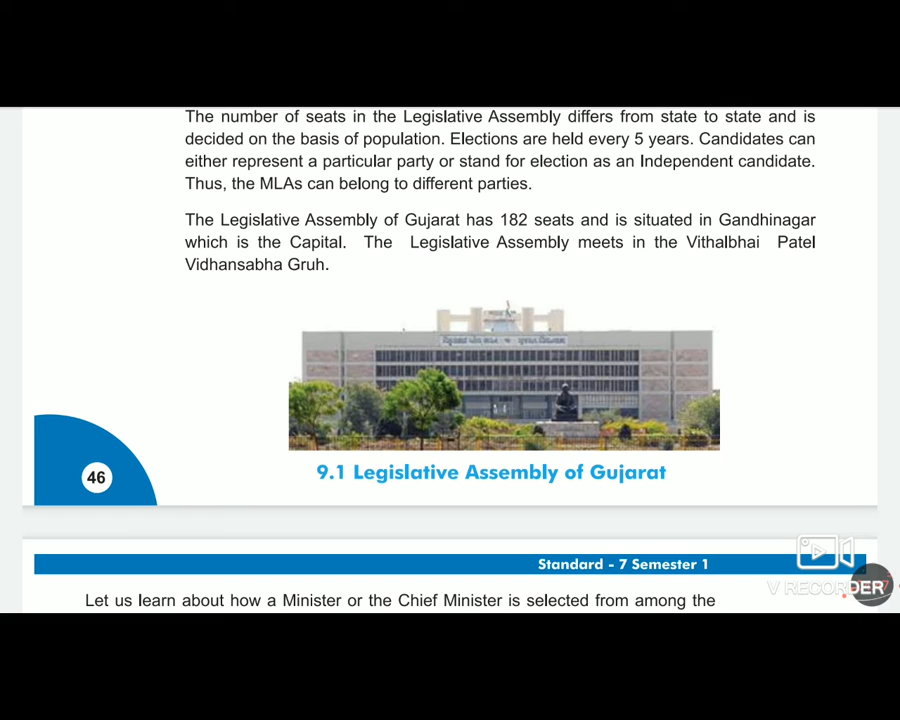 The number of seats in the Legislative Assembly differs from state to state and is
decided on the basis of population. Elections are held every 5 years. Candidates can
either represent a particular party or stand for election as an Independent candidate.
Thus, the MLAs can belong to different parties.
The Legislative Assembly of Gujarat has 182 seats and is situated in Gandhinagar
which is the Capital. The Legislative Assembly meets in the Vithalbhai Patel
Vidhansabha Gruh.
9.1 Legislative Assembly of Gujarat
46
Standard - 7 Semester 1
V RECORDER
Let us learn about how a Minister or the Chief Minister is selected from among the